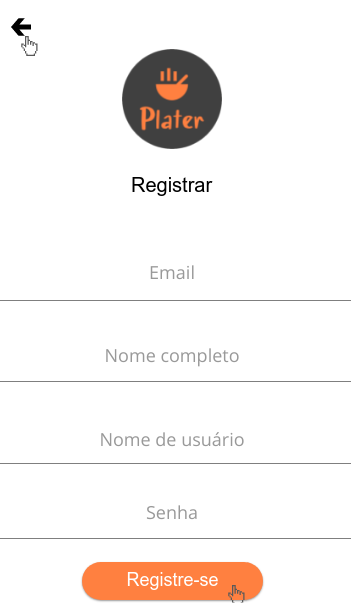 Plater
Registrar
Email
Nome completo
Nome de usuário
Senha
Registre-se